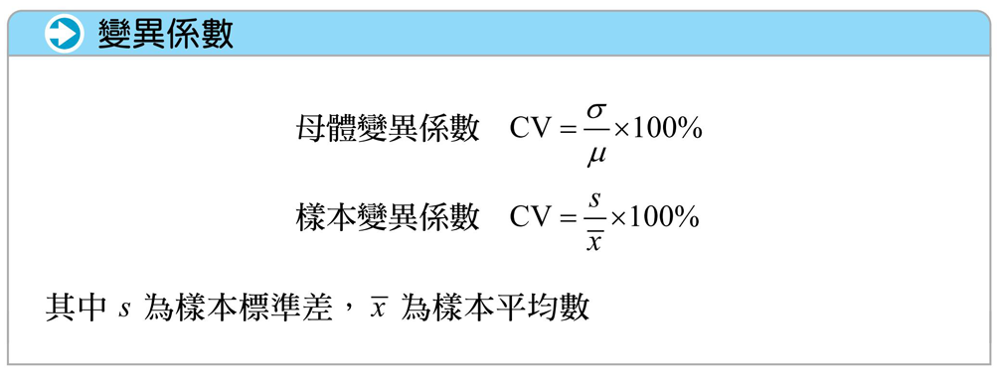 變異係數
母體變異係數 CV = σ/μ ×100%
樣本變異係數 CV = s/x̄ ×100%
其中 s 為樣本標準差，x̄ 為樣本平均數